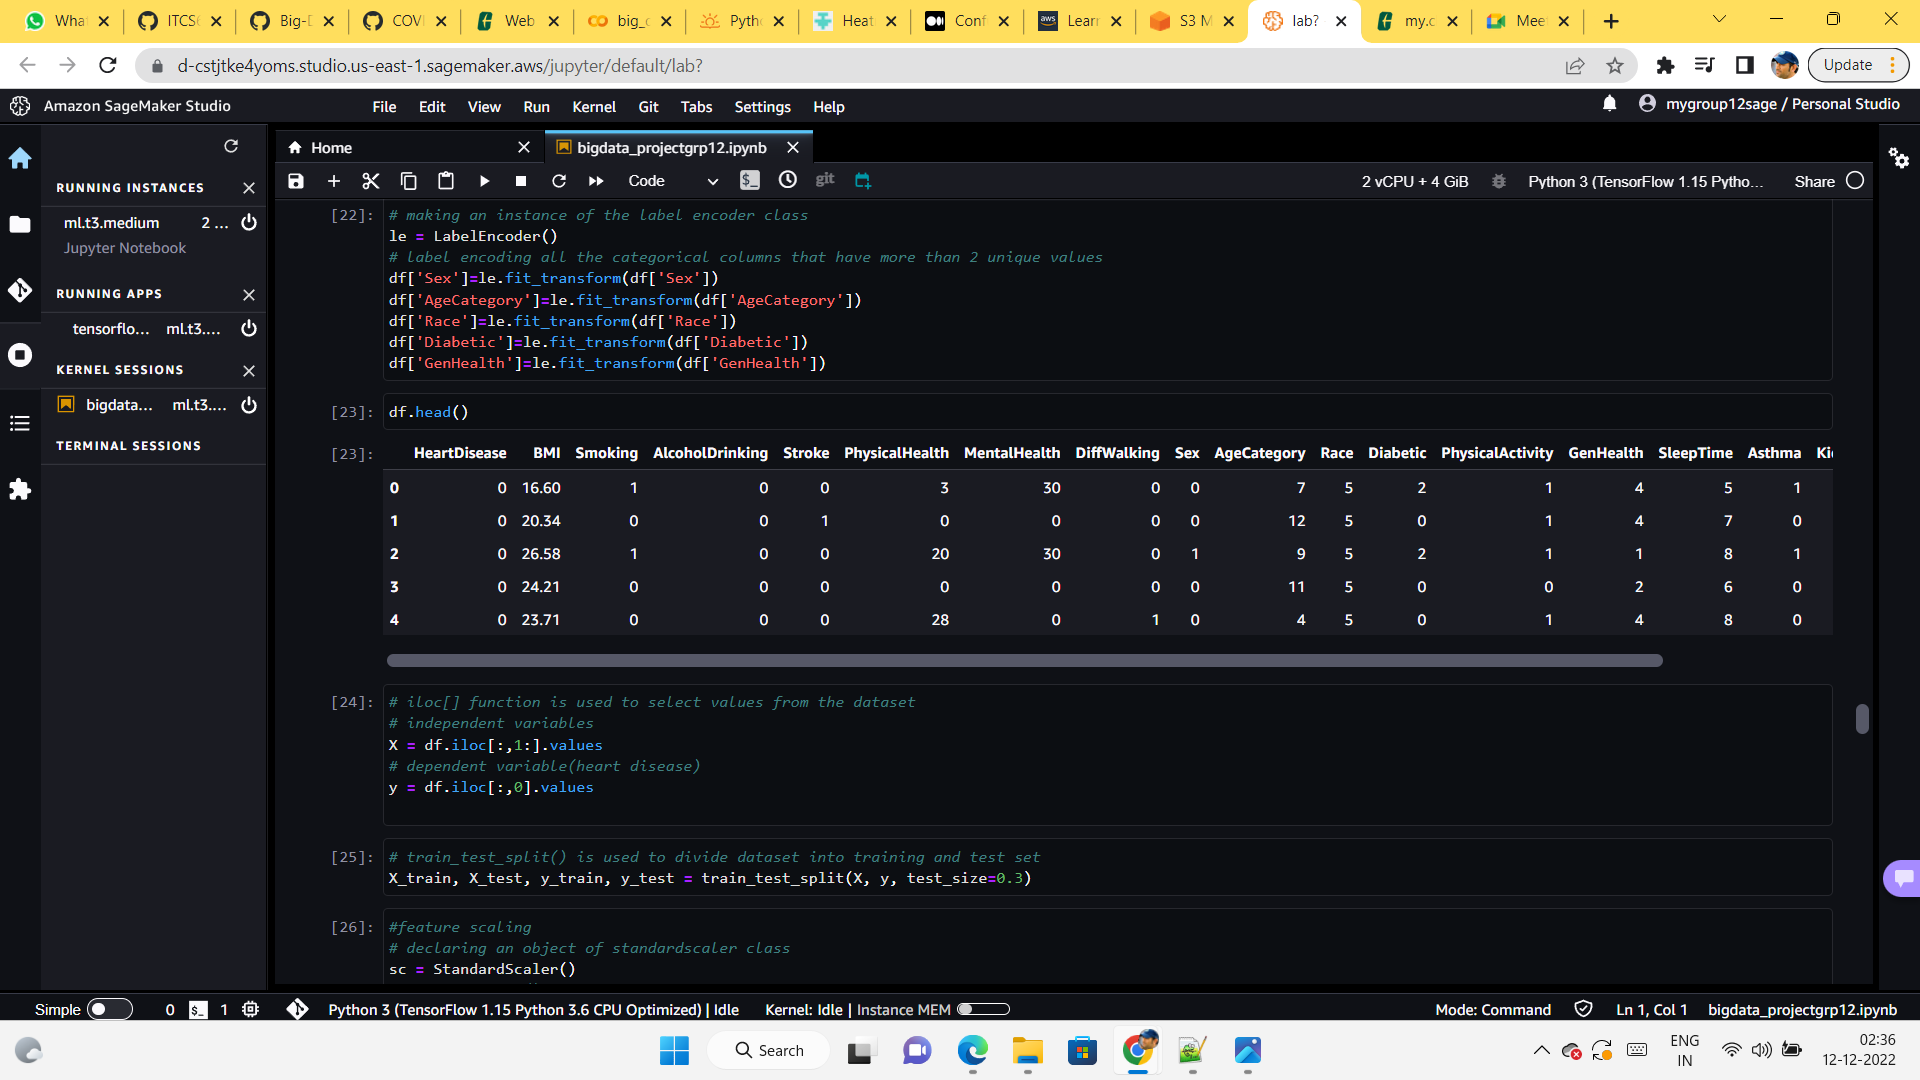 What
ITCS
Big-D
COVI
Web
big_c
Pytho
Heat
Conf
Learn
S3 M
lab?
my.c
Meet
d-cstjtke4yoms.studio.us-east-1.sagemaker.aws/jupyter/default/lab?
Update
Amazon SageMaker Studio
File Edit View Run Kernel Git Tabs Settings Help
mygroup12sage / Personal Studio
Home
bigdata_projectgrp12.ipynb
Code
git
2 vCPU + 4 GiB
Python 3 (TensorFlow 1.15 Pytho...
Share
RUNNING INSTANCES
ml.t3.medium 2 ...
Jupyter Notebook
RUNNING APPS
tensorflo... ml.t3....
KERNEL SESSIONS
bigdata... ml.t3....
TERMINAL SESSIONS
[22]: # making an instance of the label encoder class
le = LabelEncoder()
# label encoding all the categorical columns that have more than 2 unique values
df['Sex']=le.fit_transform(df['Sex'])
df['AgeCategory']=le.fit_transform(df['AgeCategory'])
df['Race']=le.fit_transform(df['Race'])
df['Diabetic']=le.fit_transform(df['Diabetic'])
df['GenHealth']=le.fit_transform(df['GenHealth'])
[23]: df.head()
[23]: HeartDisease BMI Smoking AlcoholDrinking Stroke PhysicalHealth MentalHealth DiffWalking Sex AgeCategory Race Diabetic PhysicalActivity GenHealth SleepTime Asthma Ki
0 0 16.60 1 0 0 3 30 0 0 7 5 2 1 4 5 1
1 0 20.34 0 0 1 0 0 0 0 12 5 0 1 4 7 0
2 0 26.58 1 0 0 20 30 0 1 9 5 2 1 1 8 1
3 0 24.21 0 0 0 0 0 0 0 11 5 0 0 2 6 0
4 0 23.71 0 0 0 28 0 1 0 4 5 0 1 4 8 0
[24]: # iloc[] function is used to select values from the dataset
# independent variables
X = df.iloc[:,1:].values
# dependent variable(heart disease)
y = df.iloc[:,0].values
[25]: # train_test_split() is used to divide dataset into training and test set
X_train, X_test, y_train, y_test = train_test_split(X, y, test_size=0.3)
[26]: #feature scaling
# declaring an object of standardscaler class
sc = StandardScaler()
Simple 0 $_ 1 Python 3 (TensorFlow 1.15 Python 3.6 CPU Optimized) | Idle Kernel: Idle | Instance MEM
Mode: Command Ln 1, Col 1 bigdata_projectgrp12.ipynb
Search
ENG
IN
02:36
12-12-2022